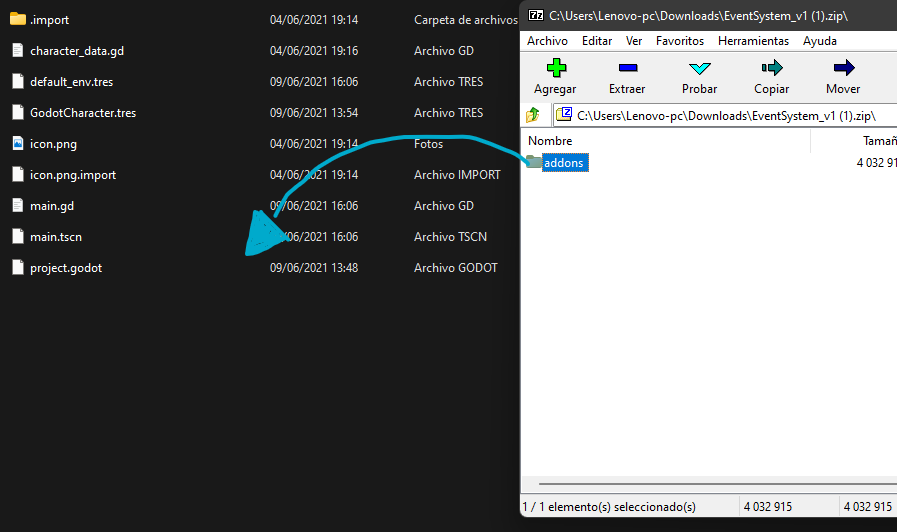 .import 04/06/2021 19:14 Carpeta de archivos
character_data.gd 04/06/2021 19:16 Archivo GD
default_env.tres 09/06/2021 16:06 Archivo TRES
GodotCharacter.tres 09/06/2021 13:54 Archivo TRES
icon.png 04/06/2021 19:14 Fotos
icon.png.import 04/06/2021 19:14 Archivo IMPORT
main.gd 09/06/2021 16:06 Archivo GD
main.tscn /06/2021 16:06 Archivo TSCN
project.godot 09/06/2021 13:48 Archivo GODOT
7z C:\Users\Lenovo-pc\Downloads\EventSystem_v1 (1).zip\
Archivo Editar Ver Favoritos Herramientas Ayuda
Agregar Extraer Probar Copiar Mover
C:\Users\Lenovo-pc\Downloads\EventSystem_v1 (1).zip\
Nombre Tamañ
addons 4 032 91
1 / 1 elemento(s) seleccionado(s) 4 032 915 4 032 915